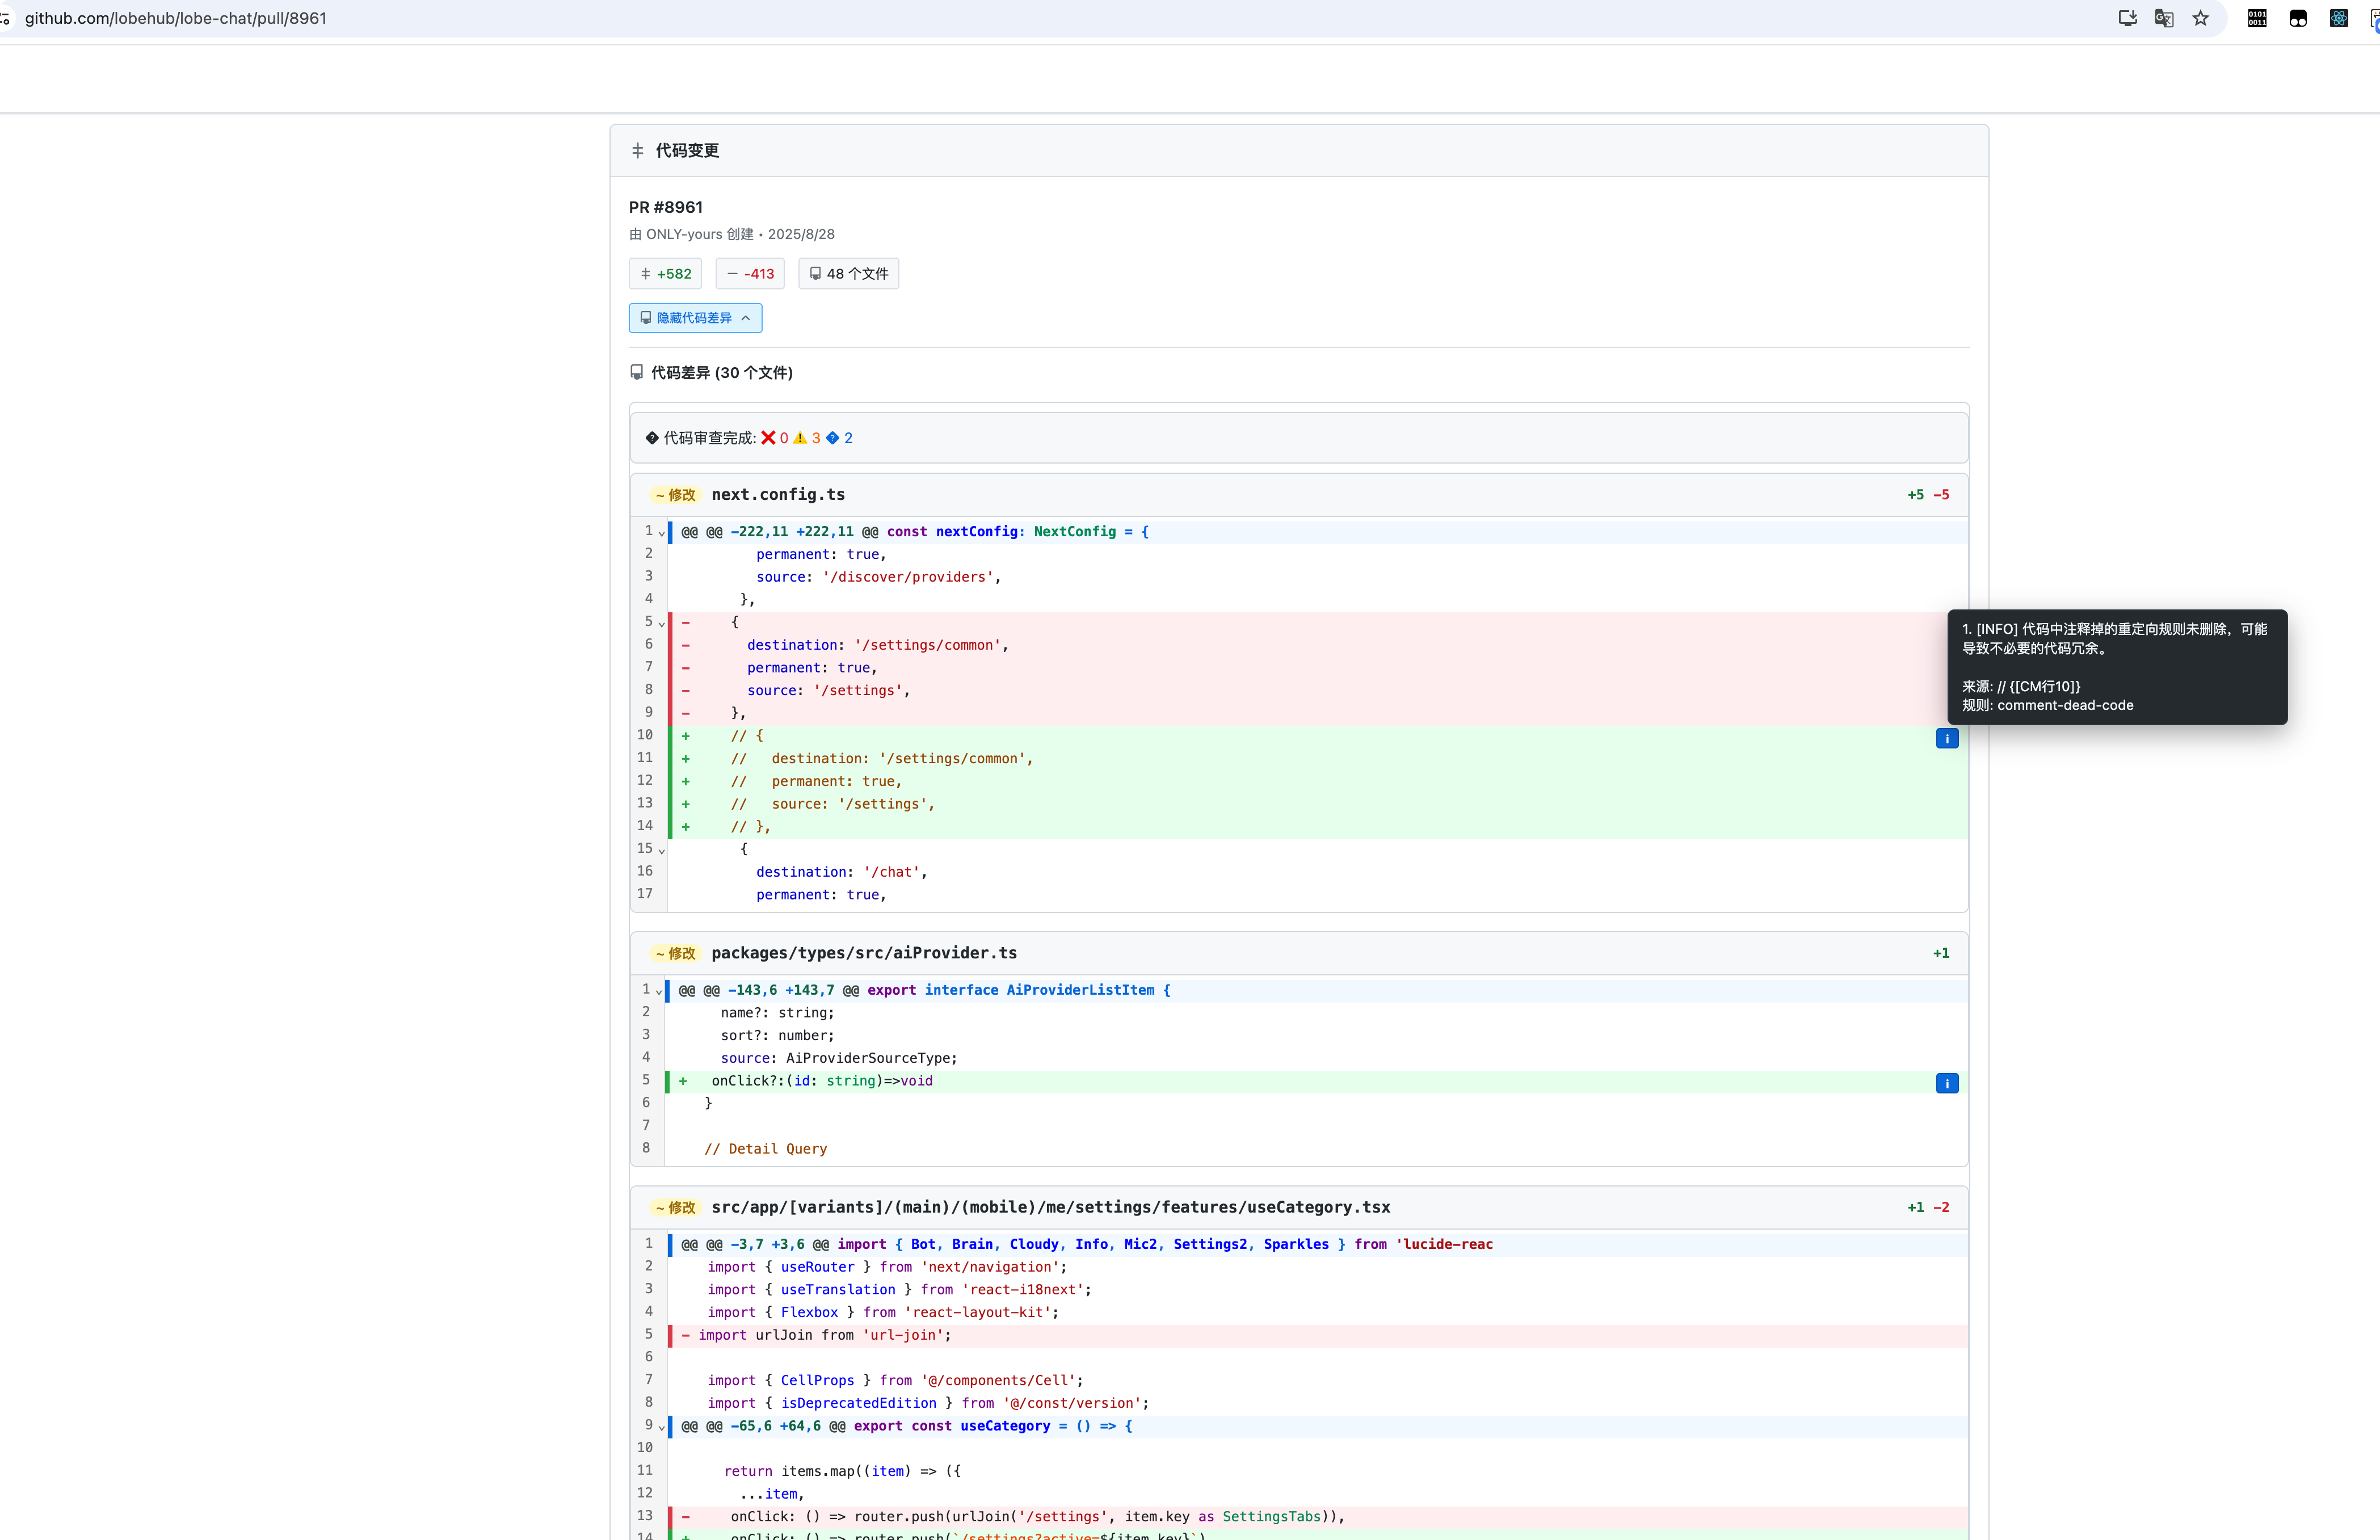 github.com/lobehub/lobe-chat/pull/8961
代码变更
PR #8961
由 ONLY-yours 创建 • 2025/8/28
+582
-413
48 个文件
隐藏代码差异
代码差异 (30 个文件)
代码审查完成: ❌ 0 ⚠ 3 2
~ 修改 next.config.ts +5 −5
1 @@ @@ −222,11 +222,11 @@ const nextConfig: NextConfig = {
2 permanent: true,
3 source: '/discover/providers',
4 },
5 − {
6 − destination: '/settings/common',
7 − permanent: true,
8 − source: '/settings',
9 − },
10 + // {
11 + // destination: '/settings/common',
12 + // permanent: true,
13 + // source: '/settings',
14 + // },
15 {
16 destination: '/chat',
17 permanent: true,
1. [INFO] 代码中注释掉的重定向规则未删除，可能
导致不必要的代码冗余。
来源: // {[CM行10]}
规则: comment-dead-code
i
~ 修改 packages/types/src/aiProvider.ts +1
1 @@ @@ −143,6 +143,7 @@ export interface AiProviderListItem {
2 name?: string;
3 sort?: number;
4 source: AiProviderSourceType;
5 + onClick?:(id: string)=>void
i
6 }
7
8 // Detail Query
~ 修改 src/app/[variants]/(main)/(mobile)/me/settings/features/useCategory.tsx +1 −2
1 @@ @@ −3,7 +3,6 @@ import { Bot, Brain, Cloudy, Info, Mic2, Settings2, Sparkles } from 'lucide−reac
2 import { useRouter } from 'next/navigation';
3 import { useTranslation } from 'react-i18next';
4 import { Flexbox } from 'react-layout-kit';
5 − import urlJoin from 'url-join';
6
7 import { CellProps } from '@/components/Cell';
8 import { isDeprecatedEdition } from '@/const/version';
9 @@ @@ −65,6 +64,6 @@ export const useCategory = () => {
10
11 return items.map((item) => ({
12 ...item,
13 − onClick: () => router.push(urlJoin('/settings', item.key as SettingsTabs)),
14 + onClick: () => router.push(`/settings?active=${item.key}`)